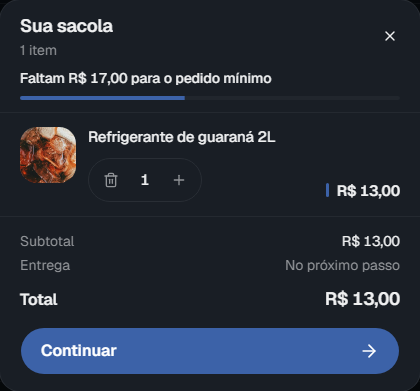 Sua sacola
1 item
Faltam R$ 17,00 para o pedido mínimo
Refrigerante de guaraná 2L
1
R$ 13,00
Subtotal R$ 13,00
Entrega No próximo passo
Total R$ 13,00
Continuar